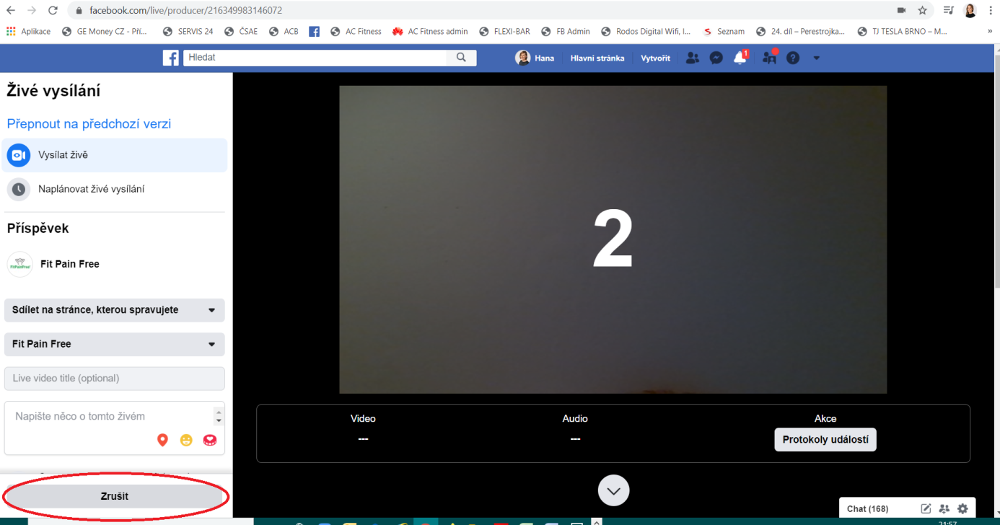 facebook.com/live/producer/216349983146072
Aplikace GE Money CZ - Pří... SERVIS 24 ČSAE ACB AC Fitness AC Fitness admin FLEXI-BAR FB Admin Rodos Digital Wifi, I... Seznam 24. díl – Perestrojka... TJ TESLA BRNO – M... »
Hledat Hana Hlavní stránka Vytvořit 1
Živé vysílání
Přepnout na předchozí verzi
Vysílat živě
Naplánovat živé vysílání
Příspěvek
FitPainFree
Fit Pain Free
Sdílet na stránce, kterou spravujete
Fit Pain Free
Live video title (optional)
Napište něco o tomto živém
Zrušit
2
Video Audio Akce
--- --- Protokoly událostí
Chat (168)
21:57